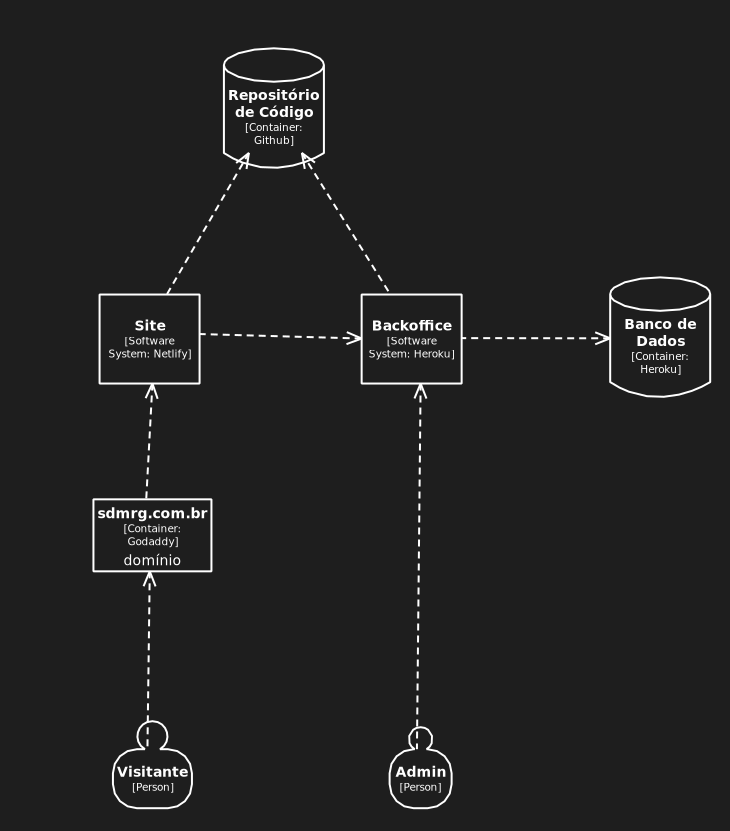 Repositório
de Código
[Container:
Github]
Site
[Software
System: Netlify]
Backoffice
[Software
System: Heroku]
Banco de
Dados
[Container:
Heroku]
sdmrg.com.br
[Container:
Godaddy]
domínio
Visitante
[Person]
Admin
[Person]